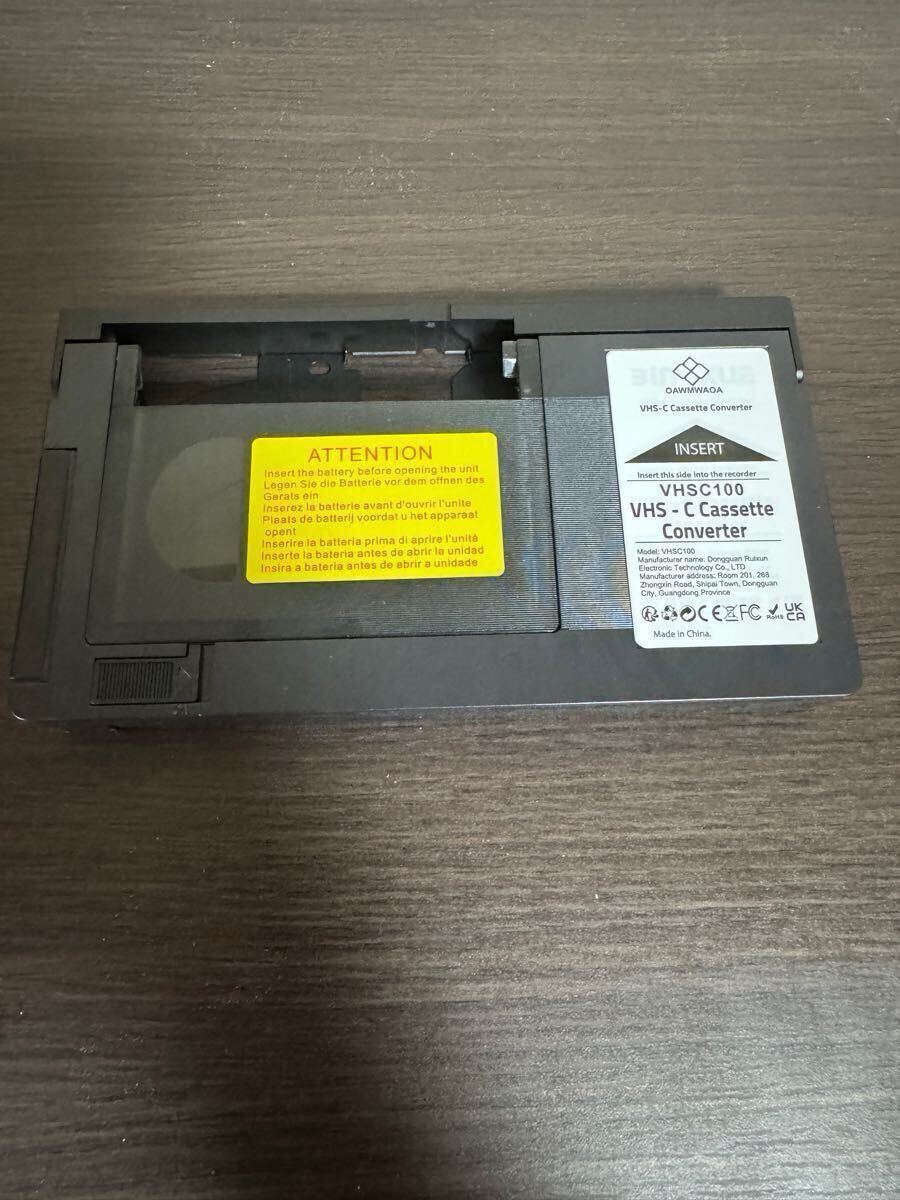 ATTENTION
Insert the battery before opening the unit
Legen Sie die Batterie vor dem offnen des
Gerats ein
Inserez la batterie avant d'ouvrir l'unite
Plaats de batterij voordat u het apparaat
opent
Inserire la batteria prima di aprire l'unità
Inserte la bateria antes de abrir la unidad
Insira a bateria antes de abrir a unidade
OAWMWAOA
VHS-C Cassette Converter
INSERT
Insert this side into the recorder
VHSC100
VHS - C Cassette
Converter
Model: VHSC100
Manufacturer name: Dongguan Ruixun
Electronic Technology Co., LTD
Manufacturer address: Room 201, 268
Zhongxin Road, Shipai Town, Dongguan
City, Guangdong Province
CE FC RoHS UK
CA
Made in China.